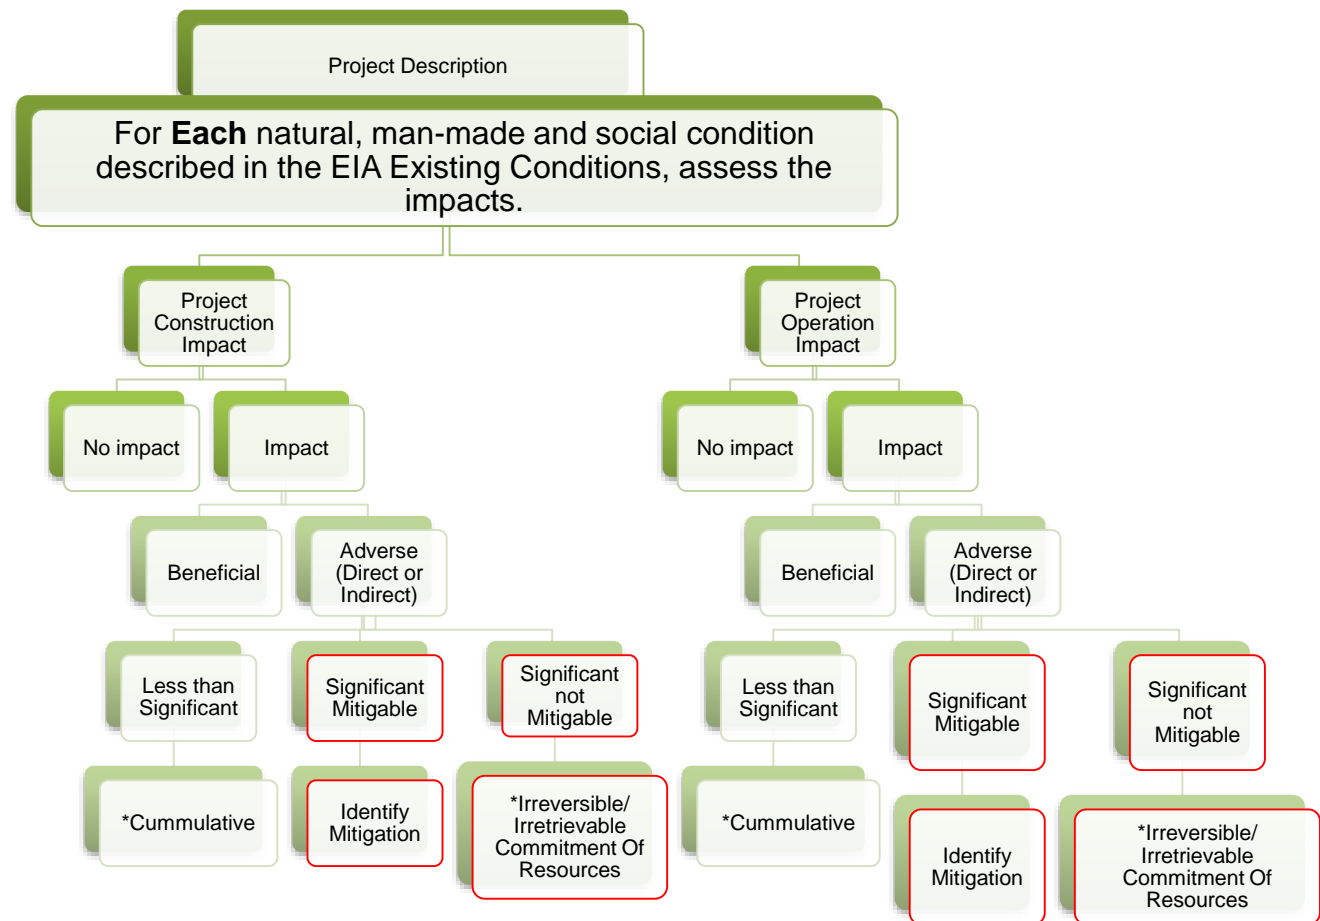 Project Description
For Each natural, man-made and social condition
described in the EIA Existing Conditions, assess the
impacts.
Project
Construction
Impact
Project
Operation
Impact
No impact
Impact
No impact
Impact
Beneficial
Adverse
(Direct or
Indirect)
Beneficial
Adverse
(Direct or
Indirect)
Less than
Significant
Significant
Mitigable
Significant
not
Mitigable
Less than
Significant
Significant
Mitigable
Significant
not
Mitigable
*Cummulative
Identify
Mitigation
*Irreversible/
Irretrievable
Commitment Of
Resources
*Cummulative
Identify
Mitigation
*Irreversible/
Irretrievable
Commitment Of
Resources